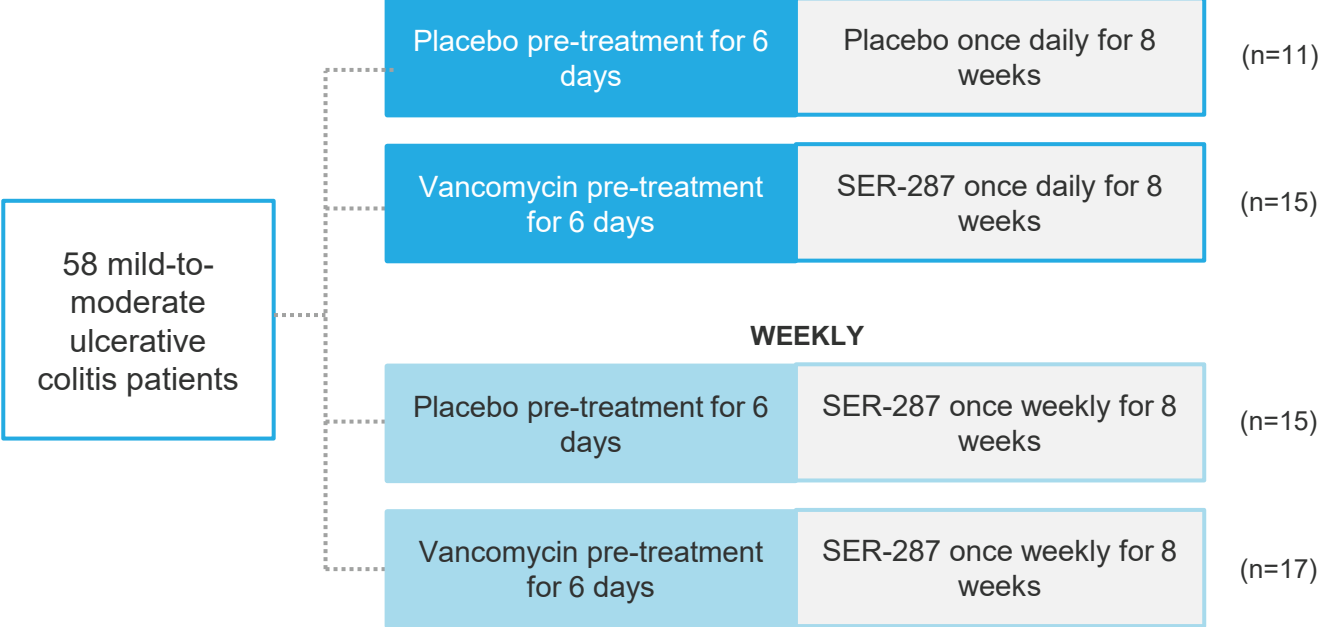 Placebo pre-treatment for 6
days
Placebo once daily for 8
weeks
(n=11)
Vancomycin pre-treatment
for 6 days
SER-287 once daily for 8
weeks
(n=15)
58 mild-to-
moderate
ulcerative
colitis patients
WEEKLY
Placebo pre-treatment for 6
days
SER-287 once weekly for 8
weeks
(n=15)
Vancomycin pre-treatment
for 6 days
SER-287 once weekly for 8
weeks
(n=17)